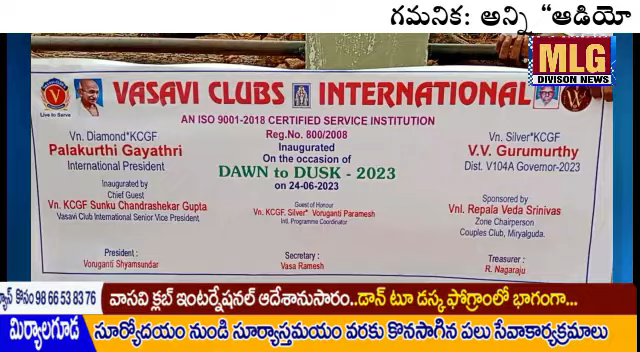 గమనిక: అన్ని "ఆడియో
MLG
DIVISON NEWS
V
Live to Serve
VASAVI CLUBS INTERNATIONAL
AN ISO 9001-2018 CERTIFIED SERVICE INSTITUTION
Reg.No. 800/2008
Vn. Diamond*KCGF
Palakurthi Gayathri
International President
Inaugurated by
Chief Guest
Vn. KCGF Sunku Chandrashekar Gupta
Vasavi Club International Senior Vice President
Inaugurated
On the occasion of
DAWN to DUSK - 2023
on 24-06-2023
Guest of Honour
Vn. KCGF, Silver* Voruganti Paramesh
Intl. Programme Coordinator
Vn. Silver*KCGF
V.V. Gurumurthy
Dist. V104A Governor-2023
Sponsored by
Vnl. Repala Veda Srinivas
Zone Chairperson
Couples Club, Miryalguda.
President :
Voruganti Shyamsundar
Secretary :
Vasa Ramesh
Treasurer :
R. Nagaraju
్యాస్ కొసం 98 66 53 83 76
వాసవి క్లబ్ ఇంటర్నేషనల్ ఆదేశానుసారం..డాన్ టూ డస్క ప్రోగ్రాంలో భాగంగా...
మిర్యాలగూడ
సూర్యోదయం నుండి సూర్యాస్తమయం వరకు కొనసాగిన పలు సేవాకార్యక్రమాలు